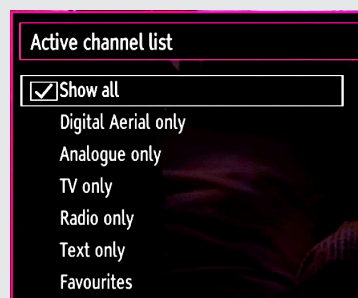 Active channel list
Show all
Digital Aerial only
Analogue only
TV only
Radio only
Text only
Favourites